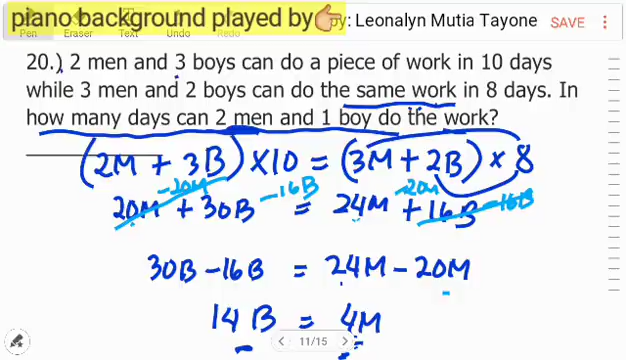 piano background played by👉 by: Leonalyn Mutia Tayone SAVE
Pen Eraser Text Undo Redo
20.) 2 men and 3 boys can do a piece of work in 10 days
while 3 men and 2 boys can do the same work in 8 days. In
how many days can 2 men and 1 boy do the work?
(2M + 3B) × 10 = (3M + 2B) × 8
-20M -16B -20M -16B
20M + 30B = 24M + 16B
30B - 16B = 24M - 20M
14B = 4M
< 11/15 >